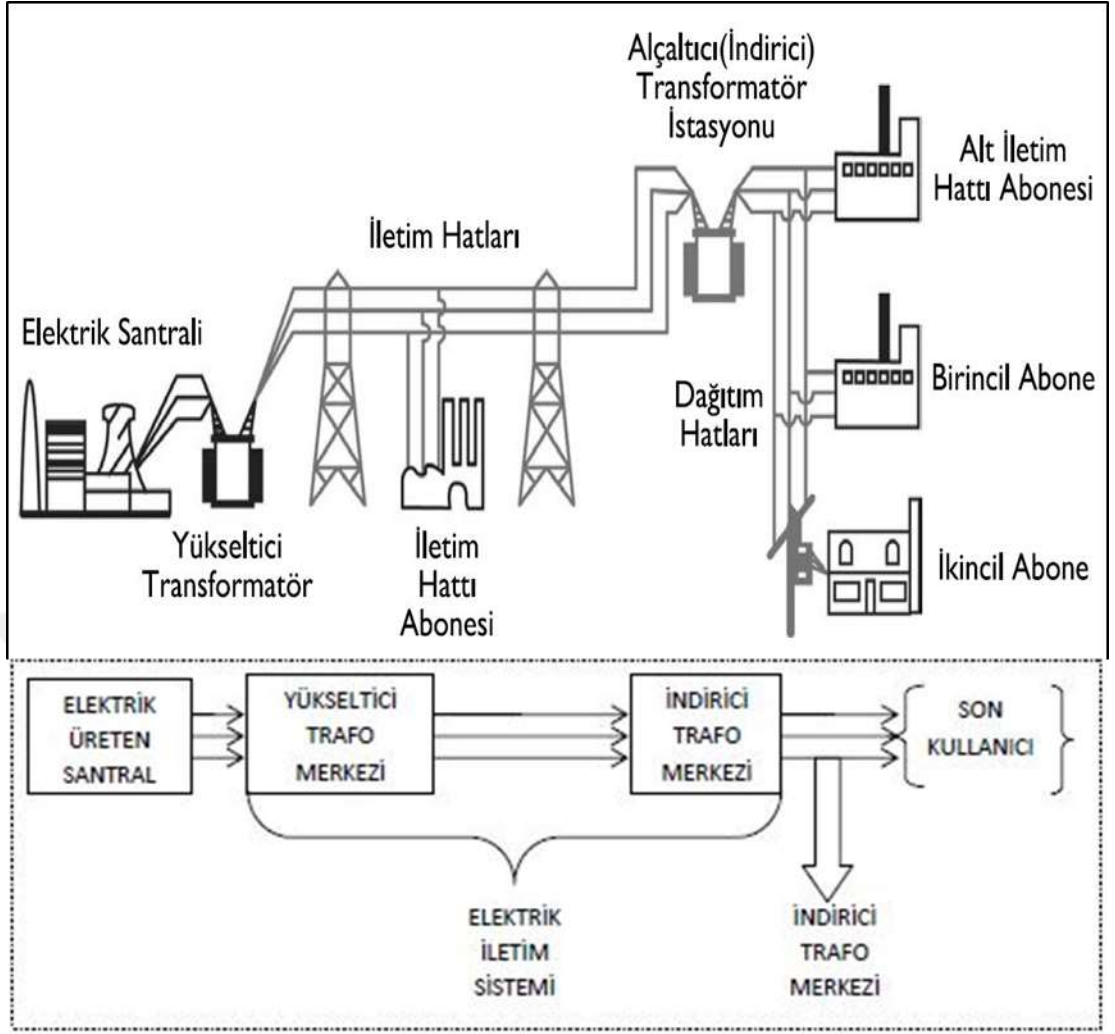 Alçaltıcı(İndirici)
Transformatör
İstasyonu
Alt İletim
Hattı Abonesi
İletim Hatları
Elektrik Santrali
Dağıtım
Hatları
Birincil Abone
Yükseltici
Transformatör
İletim
Hattı
Abonesi
İkincil Abone
ELEKTRİK
ÜRETEN
SANTRAL
YÜKSELTİCİ
TRAFO
MERKEZİ
İNDİRİCİ
TRAFO
MERKEZİ
SON
KULLANICI
ELEKTRİK
İLETİM
SİSTEMİ
İNDİRİCİ
TRAFO
MERKEZİ